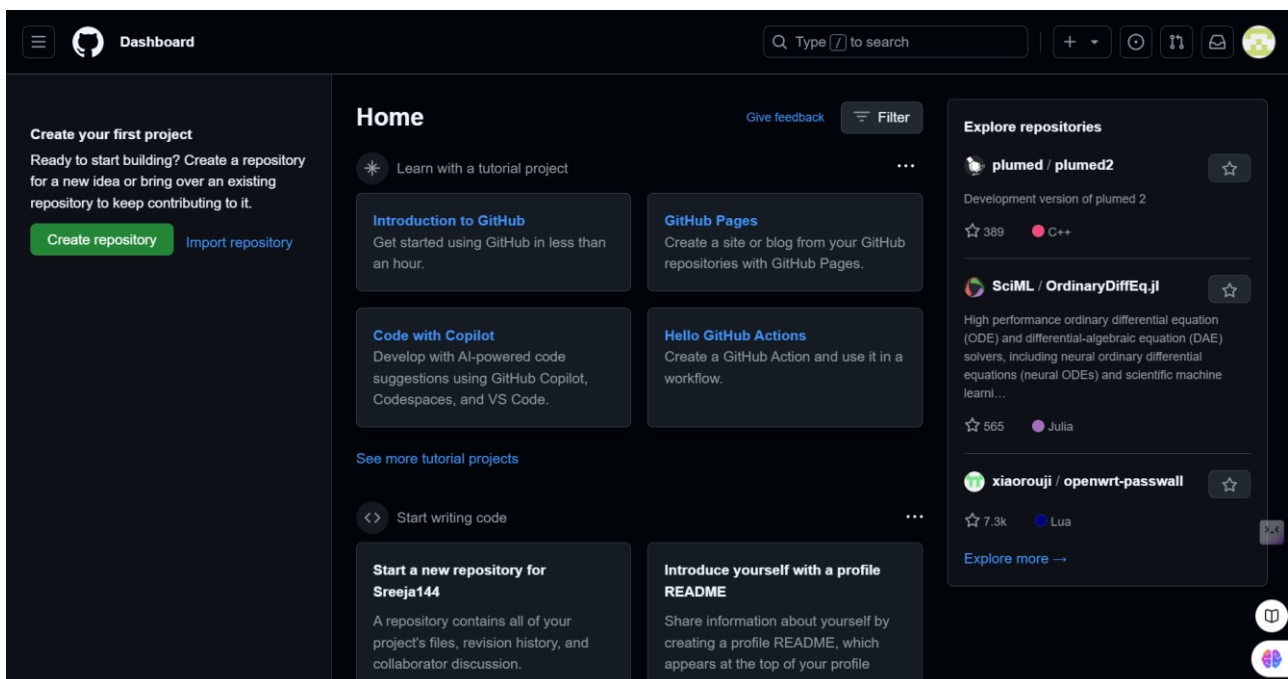 Dashboard
Type / to search
Create your first project
Ready to start building? Create a repository
for a new idea or bring over an existing
repository to keep contributing to it.
Create repository
Import repository
Home
Give feedback
Filter
Learn with a tutorial project
Introduction to GitHub
Get started using GitHub in less than
an hour.
GitHub Pages
Create a site or blog from your GitHub
repositories with GitHub Pages.
Code with Copilot
Develop with AI-powered code
suggestions using GitHub Copilot,
Codespaces, and VS Code.
Hello GitHub Actions
Create a GitHub Action and use it in a
workflow.
See more tutorial projects
Start writing code
Start a new repository for
Sreeja144
A repository contains all of your
project's files, revision history, and
collaborator discussion.
Introduce yourself with a profile
README
Share information about yourself by
creating a profile README, which
appears at the top of your profile
Explore repositories
plumed / plumed2
Development version of plumed 2
389 C++
SciML / OrdinaryDiffEq.jl
High performance ordinary differential equation
(ODE) and differential-algebraic equation (DAE)
solvers, including neural ordinary differential
equations (neural ODEs) and scientific machine
learni…
565 Julia
xiaorouji / openwrt-passwall
7.3k Lua
Explore more →